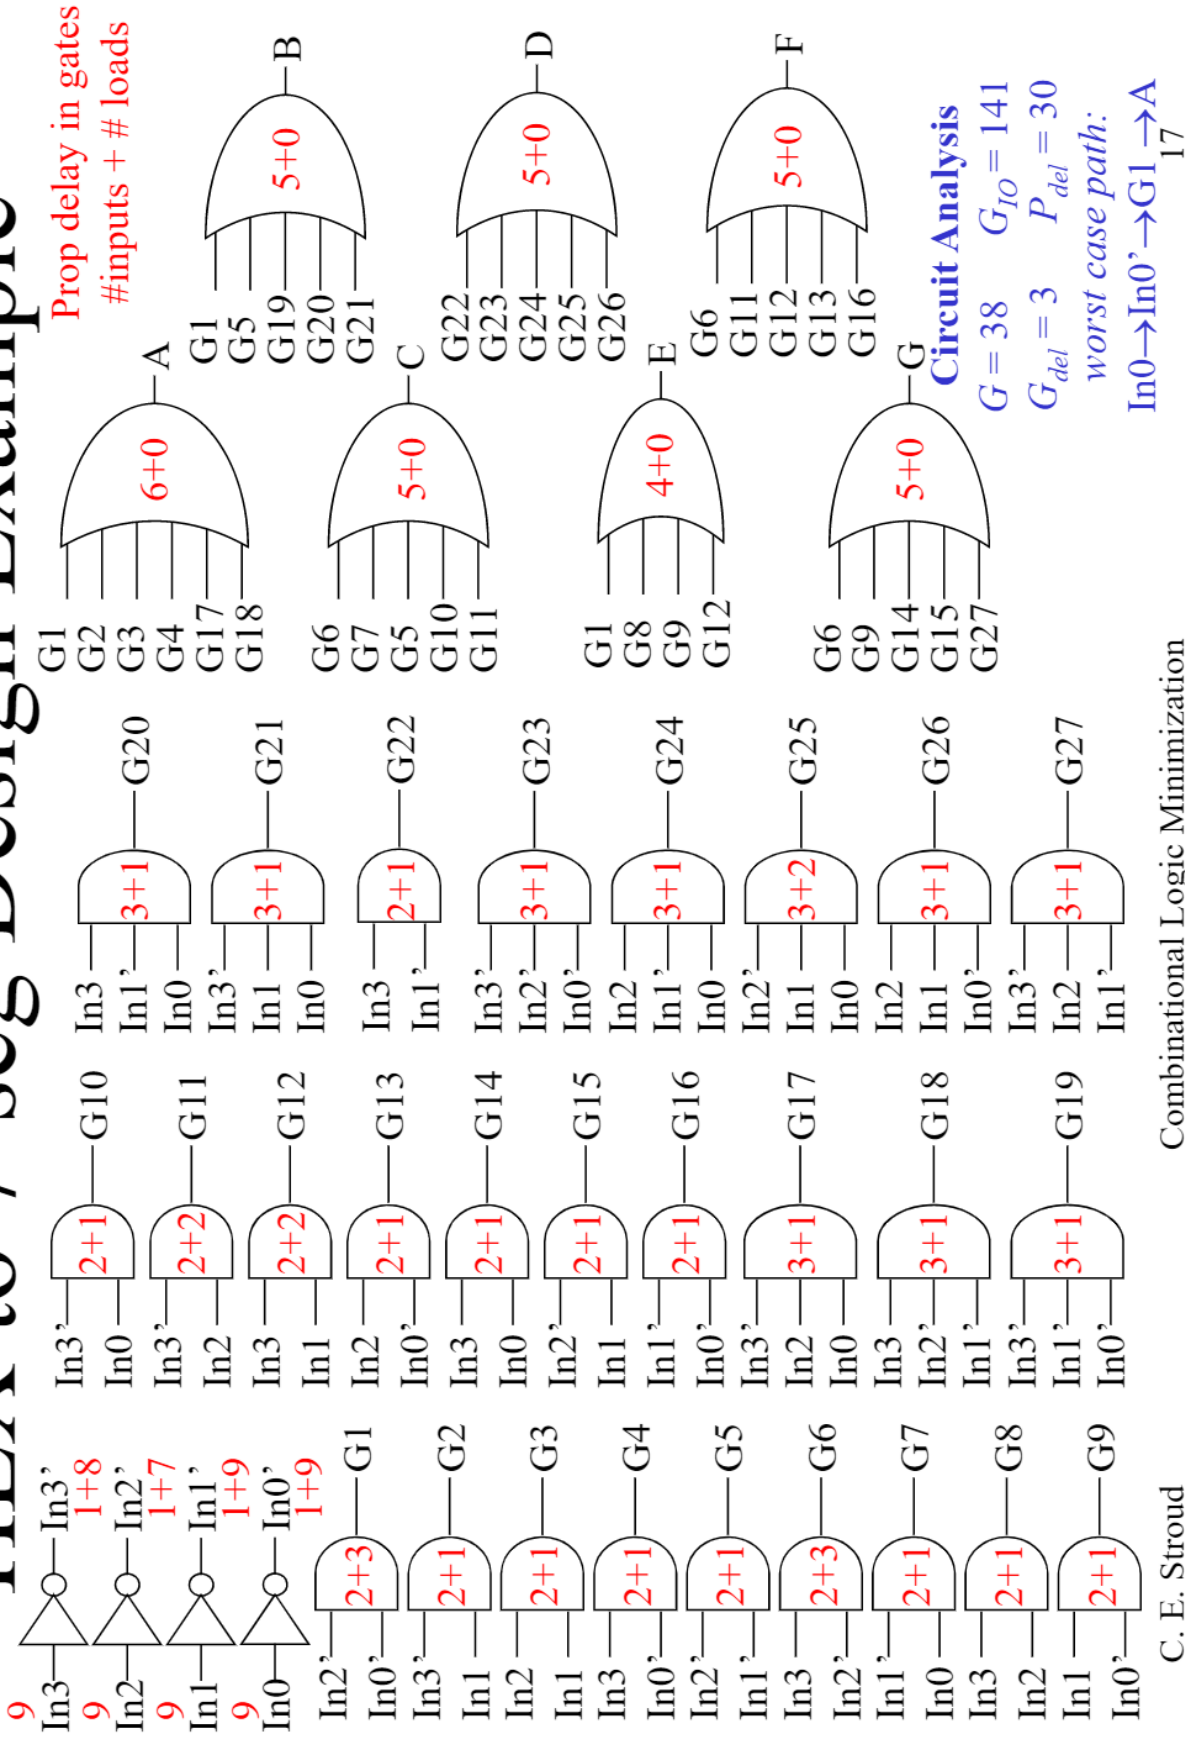 HEX to 7 seg Design Example
Prop delay in gates
#inputs + # loads
9
In3
In3’
1+8
9
In2
In2’
1+7
9
In1
In1’
1+9
9
In0
In0’
1+9
In2’
In0’
2+3
G1
In3’
In1
2+1
G2
In2
In1
2+1
G3
In3
In0’
2+1
G4
In2’
In1’
2+1
G5
In3
In2’
2+3
G6
In1’
In0
2+1
G7
In3
In2
2+1
G8
In1
In0’
2+1
G9
In3’
In0
2+1
G10
In3’
In2
2+2
G11
In3
In1
2+2
G12
In2
In0’
2+1
G13
In3
In0
2+1
G14
In2’
In1
2+1
G15
In1’
In0’
2+1
G16
In3’
In2
In0
3+1
G17
In3
In2’
In1’
3+1
G18
In3’
In1’
In0’
3+1
G19
In3
In1’
In0
3+1
G20
In3’
In1
In0
3+1
G21
In3
In1’
2+1
G22
In3’
In2’
In0’
3+1
G23
In2
In1’
In0
3+1
G24
In2’
In1
In0
3+2
G25
In2
In1
In0’
3+1
G26
In3’
In2
In1’
3+1
G27
G1
G2
G3
G4
G17
G18
6+0
A
G6
G7
G5
G10
G11
5+0
C
G1
G8
G9
G12
4+0
E
G6
G9
G14
G15
G27
5+0
G
G1
G5
G19
G20
G21
5+0
B
G22
G23
G24
G25
G26
5+0
D
G6
G11
G12
G13
G16
5+0
F
Circuit Analysis
G = 38 GIO = 141
Gdel = 3 Pdel = 30
worst case path:
In0→In0’→G1 →A
C. E. Stroud
Combinational Logic Minimization
17